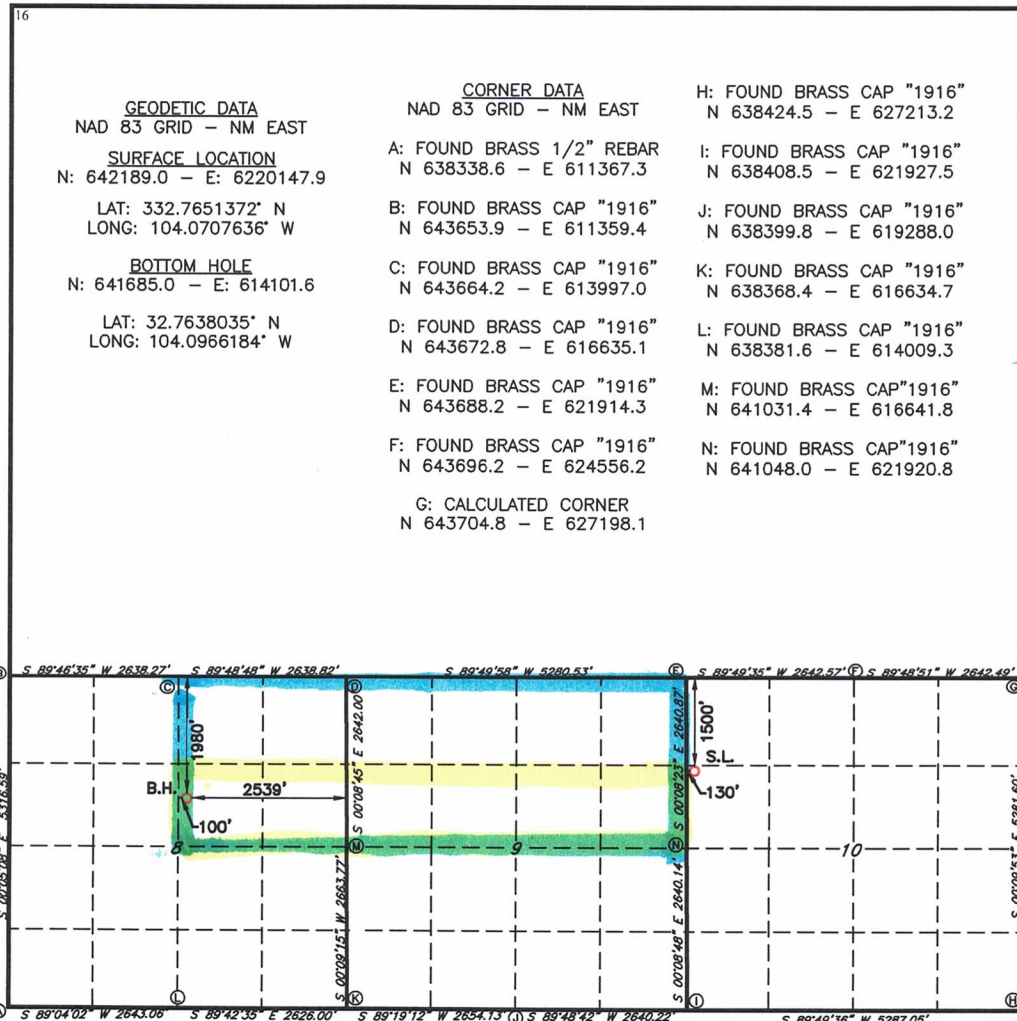 16
GEODETIC DATA
NAD 83 GRID – NM EAST
SURFACE LOCATION
N: 642189.0 – E: 6220147.9
LAT: 332.7651372° N
LONG: 104.0707636° W
BOTTOM HOLE
N: 641685.0 – E: 614101.6
LAT: 32.7638035° N
LONG: 104.0966184° W
CORNER DATA
NAD 83 GRID – NM EAST
A: FOUND BRASS 1/2" REBAR
N 638338.6 – E 611367.3
B: FOUND BRASS CAP "1916"
N 643653.9 – E 611359.4
C: FOUND BRASS CAP "1916"
N 643664.2 – E 613997.0
D: FOUND BRASS CAP "1916"
N 643672.8 – E 616635.1
E: FOUND BRASS CAP "1916"
N 643688.2 – E 621914.3
F: FOUND BRASS CAP "1916"
N 643696.2 – E 624556.2
G: CALCULATED CORNER
N 643704.8 – E 627198.1
H: FOUND BRASS CAP "1916"
N 638424.5 – E 627213.2
I: FOUND BRASS CAP "1916"
N 638408.5 – E 621927.5
J: FOUND BRASS CAP "1916"
N 638399.8 – E 619288.0
K: FOUND BRASS CAP "1916"
N 638368.4 – E 616634.7
L: FOUND BRASS CAP "1916"
N 638381.6 – E 614009.3
M: FOUND BRASS CAP"1916"
N 641031.4 – E 616641.8
N: FOUND BRASS CAP"1916"
N 641048.0 – E 621920.8
S 89°46'35" W 2638.27' S 89°48'48" W 2638.82' S 89°49'58" W 5280.53' E S 89°49'35" W 2642.57' F S 89°48'51" W 2642.49'
C D G
1980' S 00°08'45" E 2642.00' S 00°08'23" E 2640.87' 1500'
B.H. 2539' S.L.
100' 130'
8 M 9 N 10
S 00°09'15" W 2663.77' S 00°08'48" E 2640.14' S 00°09'53" E 5281.60'
L K I H
S 89°04'02" W 2643.06' S 89°42'35" E 2626.00' S 89°19'12" W 2654.13' J S 89°48'42" W 2640.22' S 89°49'36" W 5287.05'